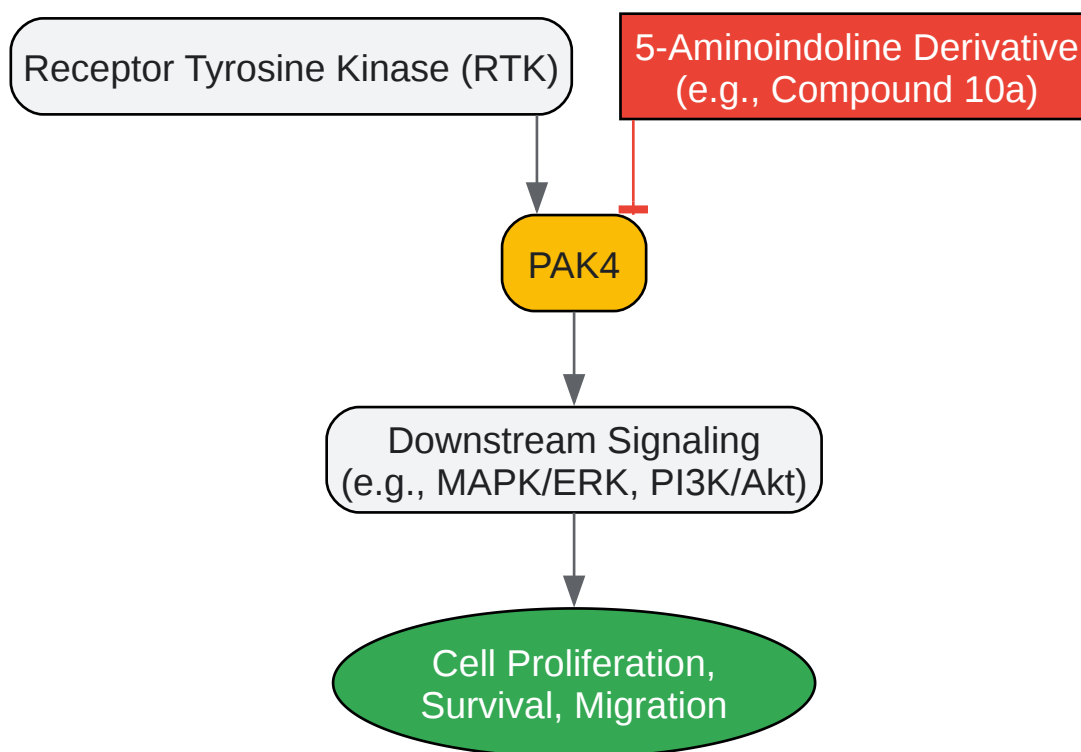 Receptor Tyrosine Kinase (RTK)
5-Aminoindoline Derivative
(e.g., Compound 10a)
PAK4
Downstream Signaling
(e.g., MAPK/ERK, PI3K/Akt)
Cell Proliferation,
Survival, Migration